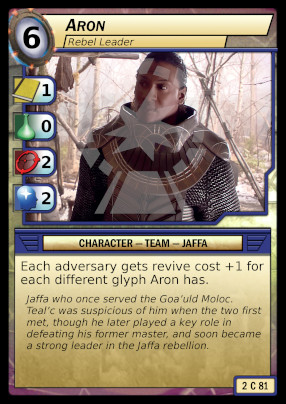 6
ARON
Rebel Leader
1
0
2
2
CHARACTER – TEAM – JAFFA
Each adversary gets revive cost +1 for
each different glyph Aron has.
Jaffa who once served the Goa'uld Moloc.
Teal'c was suspicious of him when the two first
met, though he later played a key role in
defeating his former master, and soon became
a strong leader in the Jaffa rebellion.
2 C 81